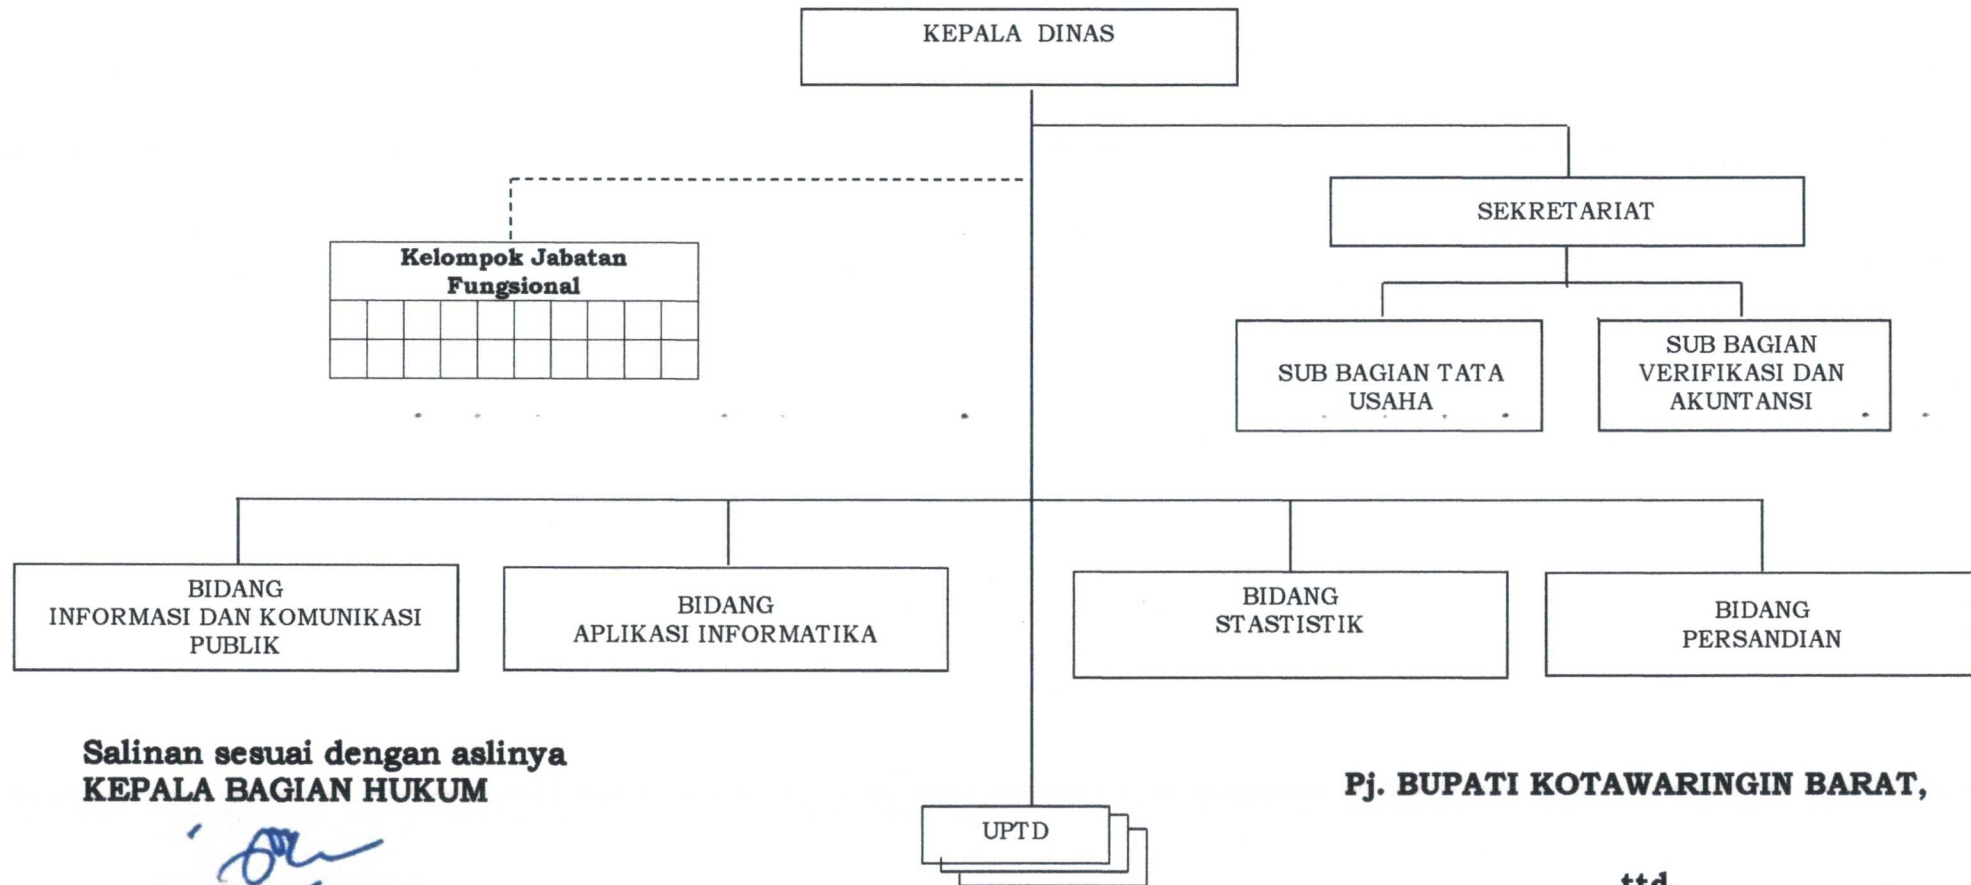 KEPALA DINAS
SEKRETARIAT
Kelompok Jabatan
Fungsional
SUB BAGIAN TATA
USAHA
SUB BAGIAN
VERIFIKASI DAN
AKUNTANSI
BIDANG
INFORMASI DAN KOMUNIKASI
PUBLIK
BIDANG
APLIKASI INFORMATIKA
BIDANG
STASTISTIK
BIDANG
PERSANDIAN
Salinan sesuai dengan aslinya
KEPALA BAGIAN HUKUM
Pj. BUPATI KOTAWARINGIN BARAT,
UPTD
ttd